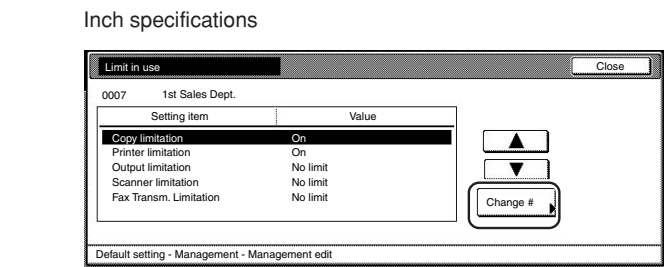 Inch specifications
Limit in use
Close
0007 1st Sales Dept.
Setting item Value
Copy limitation On
Printer limitation On
Output limitation No limit
Scanner limitation No limit
Fax Transm. Limitation No limit
Change #
Default setting - Management - Management edit